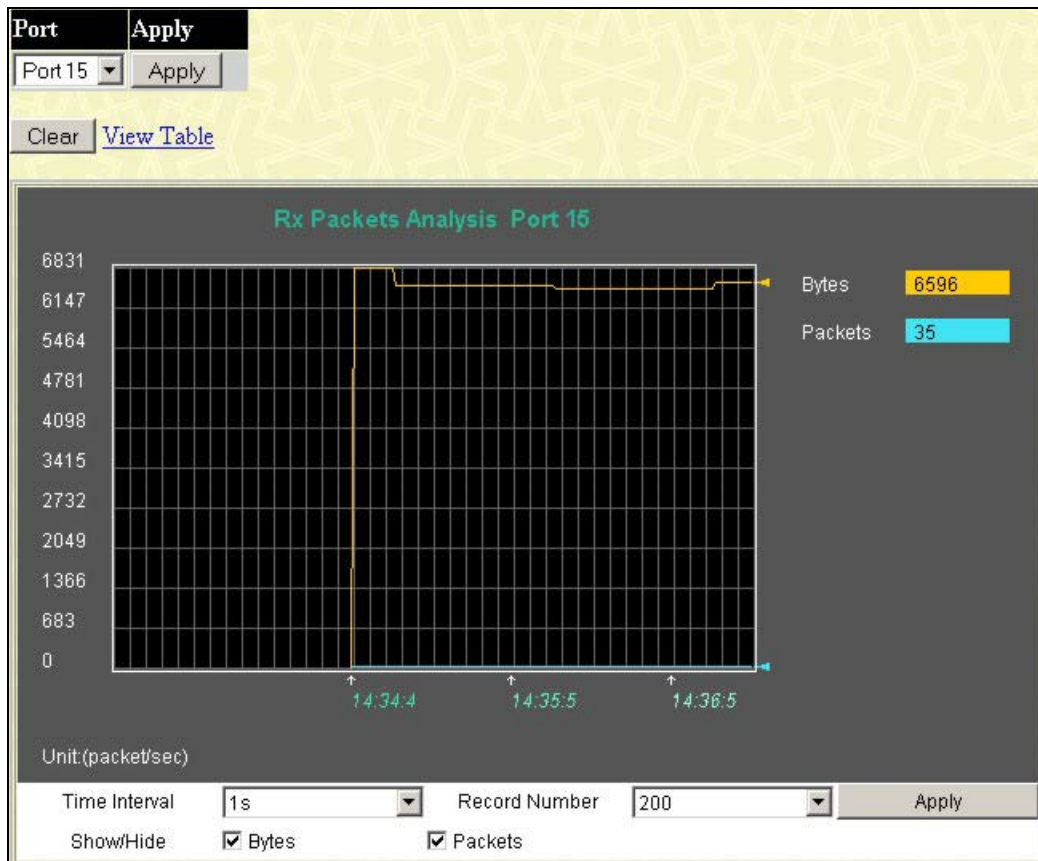 Port Apply
Port 15 Apply
Clear View Table
Rx Packets Analysis Port 15
6831
6147
5464
4781
4098
3415
2732
2049
1366
683
0
Bytes 6596
Packets 35
14:34:4 14:35:5 14:36:5
Unit:(packet/sec)
Time Interval 1s Record Number 200 Apply
Show/Hide Bytes Packets